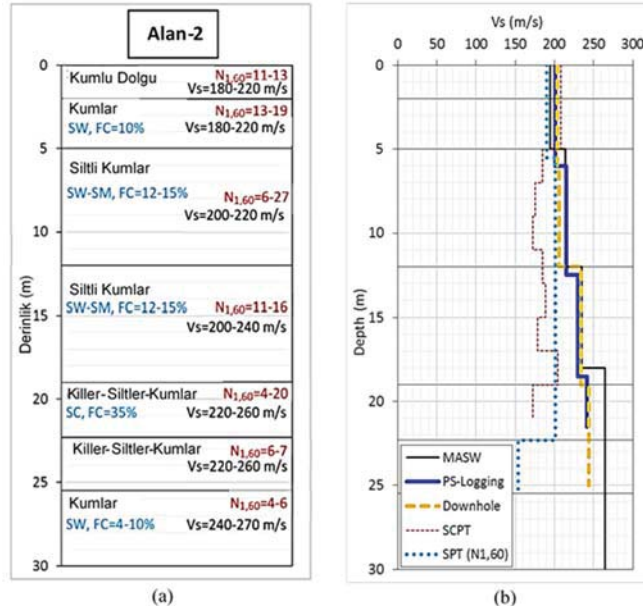 Alan-2
Vs (m/s)
0 50 100 150 200 250 300
0
5
10
15
20
25
30
Derinlik (m)
Kumlu Dolgu
N1,60=11-13
Vs=180-220 m/s
Kumlar
N1,60=13-19
SW, FC=10%
Vs=180-220 m/s
Siltli Kumlar
SW-SM, FC=12-15%
N1,60=6-27
Vs=200-220 m/s
Siltli Kumlar
SW-SM, FC=12-15%
N1,60=11-16
Vs=200-240 m/s
Killer-Siltler-Kumlar
N1,60=4-20
SC, FC=35%
Vs=220-260 m/s
Killer-Siltler-Kumlar
N1,60=6-7
Vs=220-260 m/s
Kumlar
N1,60=4-6
SW, FC=4-10%
Vs=240-270 m/s
(a)
0
5
10
15
20
25
30
Depth (m)
MASW
PS-Logging
Downhole
SCPT
SPT (N1,60)
(b)